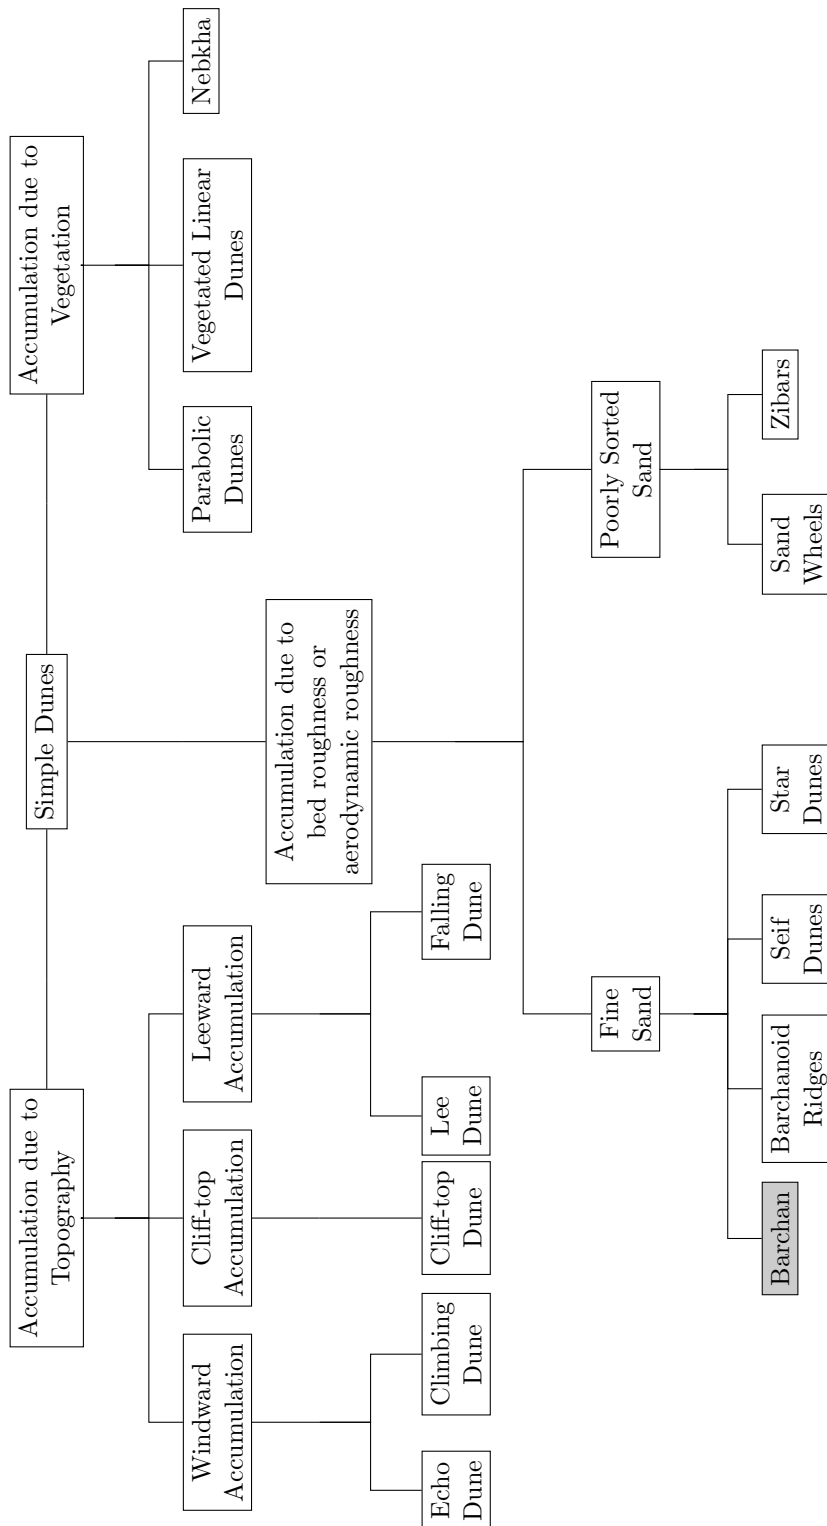 Simple Dunes
Accumulation due to
Topography
Accumulation due to
Vegetation
Windward
Accumulation
Cliff-top
Accumulation
Leeward
Accumulation
Parabolic
Dunes
Vegetated Linear
Dunes
Nebkha
Accumulation due to
bed roughness or
aerodynamic roughness
Echo
Dune
Climbing
Dune
Cliff-top
Dune
Lee
Dune
Falling
Dune
Fine
Sand
Poorly Sorted
Sand
Barchan
Barchanoid
Ridges
Seif
Dunes
Star
Dunes
Sand
Wheels
Zibars